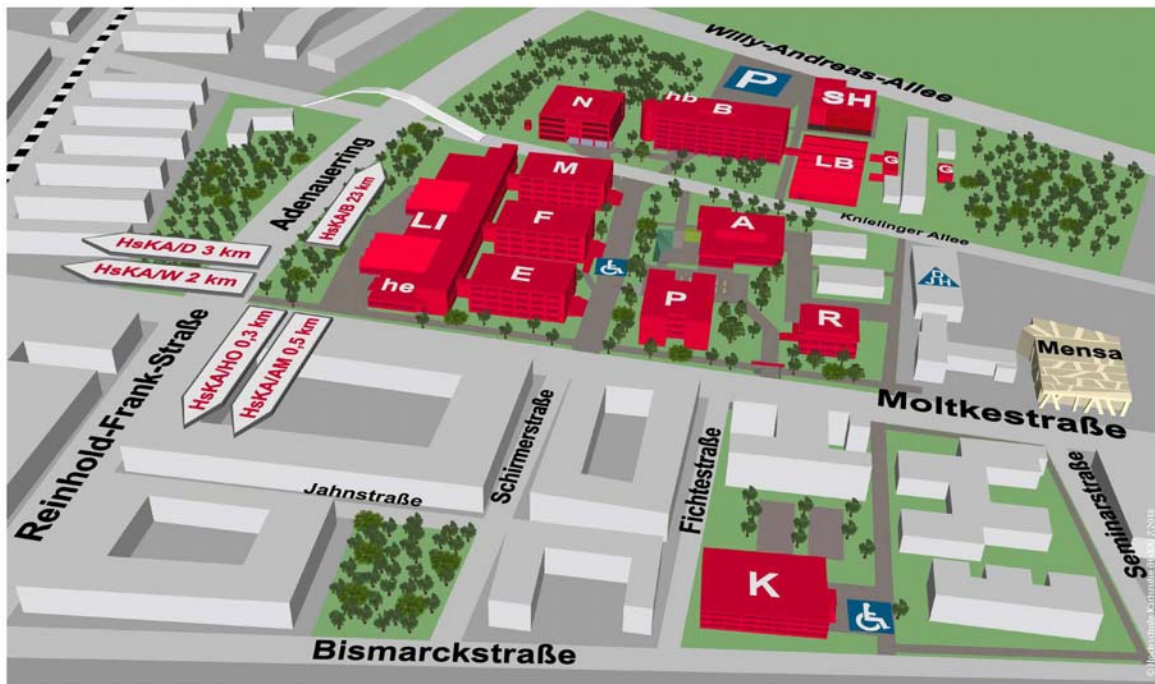 Willy-Andreas-Allee
P
SH
N
hb
B
LB
G
G
M
Adenauerring
HsKA/B 23 km
LI
F
A
Knielinger Allee
HsKA/D 3 km
HsKA/W 2 km
he
E
P
R
DJH
Mensa
HsKA/HO 0,3 km
HsKA/AM 0,5 km
Moltkestraße
Reinhold-Frank-Straße
Jahnstraße
Schirmerstraße
Fichtestraße
Seminarstraße
K
Bismarckstraße